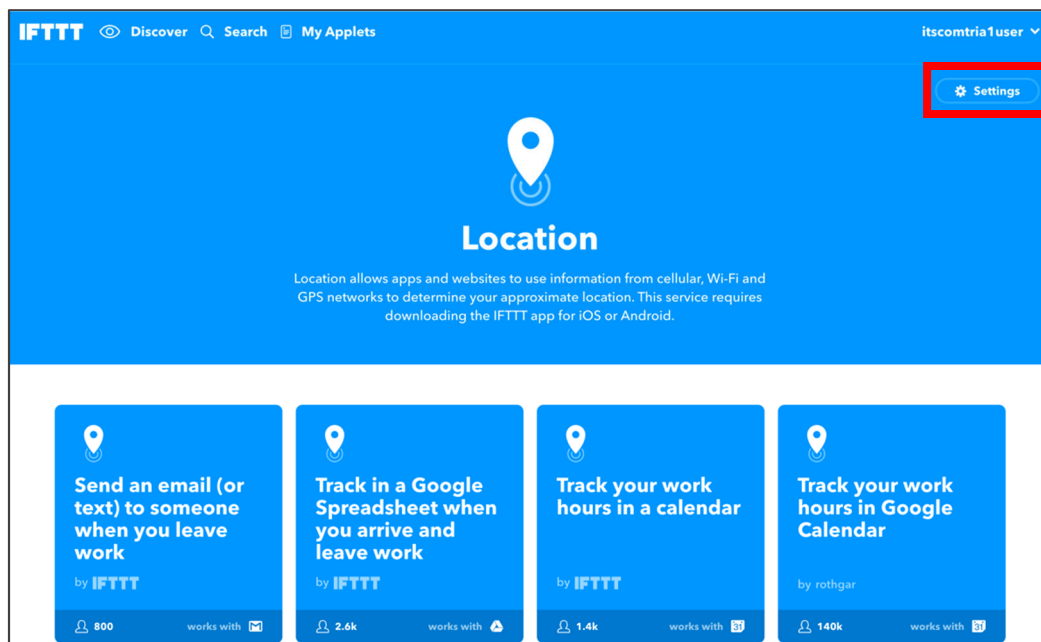 IFTTT Discover Search My Applets itscomtria1user
Settings
Location
Location allows apps and websites to use information from cellular, Wi-Fi and
GPS networks to determine your approximate location. This service requires
downloading the IFTTT app for iOS or Android.
Send an email (or
text) to someone
when you leave
work
by IFTTT
800 works with
Track in a Google
Spreadsheet when
you arrive and
leave work
by IFTTT
2.6k works with
Track your work
hours in a calendar
by IFTTT
1.4k works with 31
Track your work
hours in Google
Calendar
by rothgar
140k works with 31